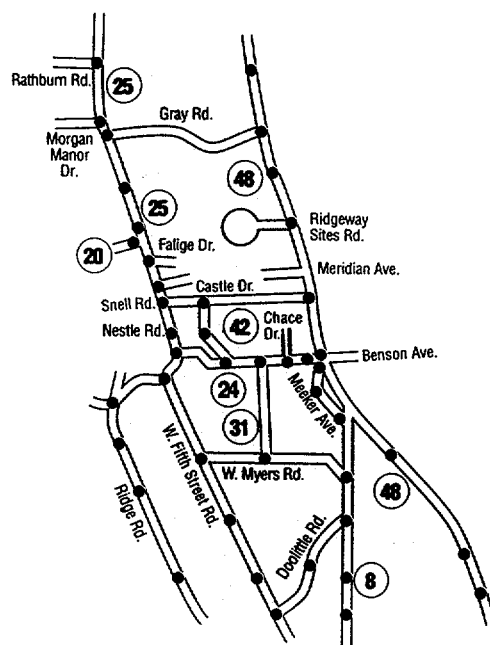 Rathburn Rd.
25
Gray Rd.
Morgan
Manor
Dr.
48
25
Ridgeway
Sites Rd.
20
Falige Dr.
Meridian Ave.
Castle Dr.
Snell Rd.
42
Chace
Dr.
Nestle Rd.
Benson Ave.
24
Meeker Ave.
31
W. Fifth Street Rd.
W. Myers Rd.
48
Ridge Rd.
Doolittle Rd.
8